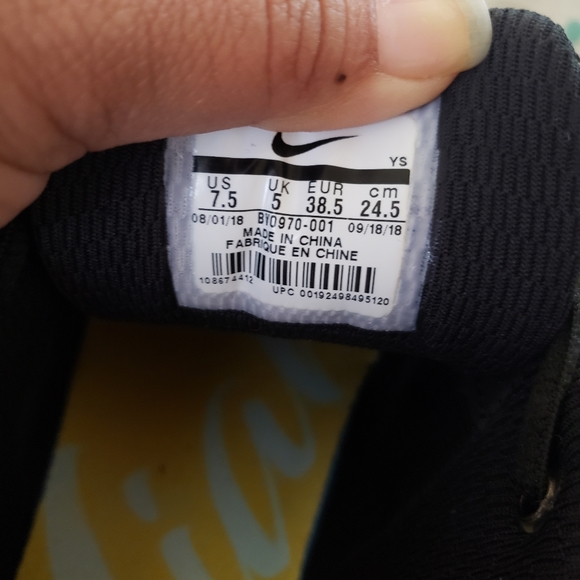 YS
US UK EUR cm
7.5 5 38.5 24.5
08/01/18 BV0970-001 09/18/18
MADE IN CHINA
FABRIQUE EN CHINE
UPC 00192498495120